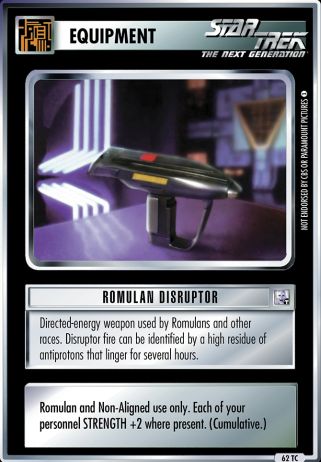 EQUIPMENT
STAR TREK
THE NEXT GENERATION
NOT ENDORSED BY CBS OR PARAMOUNT PICTURES
ROMULAN DISRUPTOR
Directed-energy weapon used by Romulans and other
races. Disruptor fire can be identified by a high residue of
antiprotons that linger for several hours.
Romulan and Non-Aligned use only. Each of your
personnel STRENGTH +2 where present. (Cumulative.)
62 TC